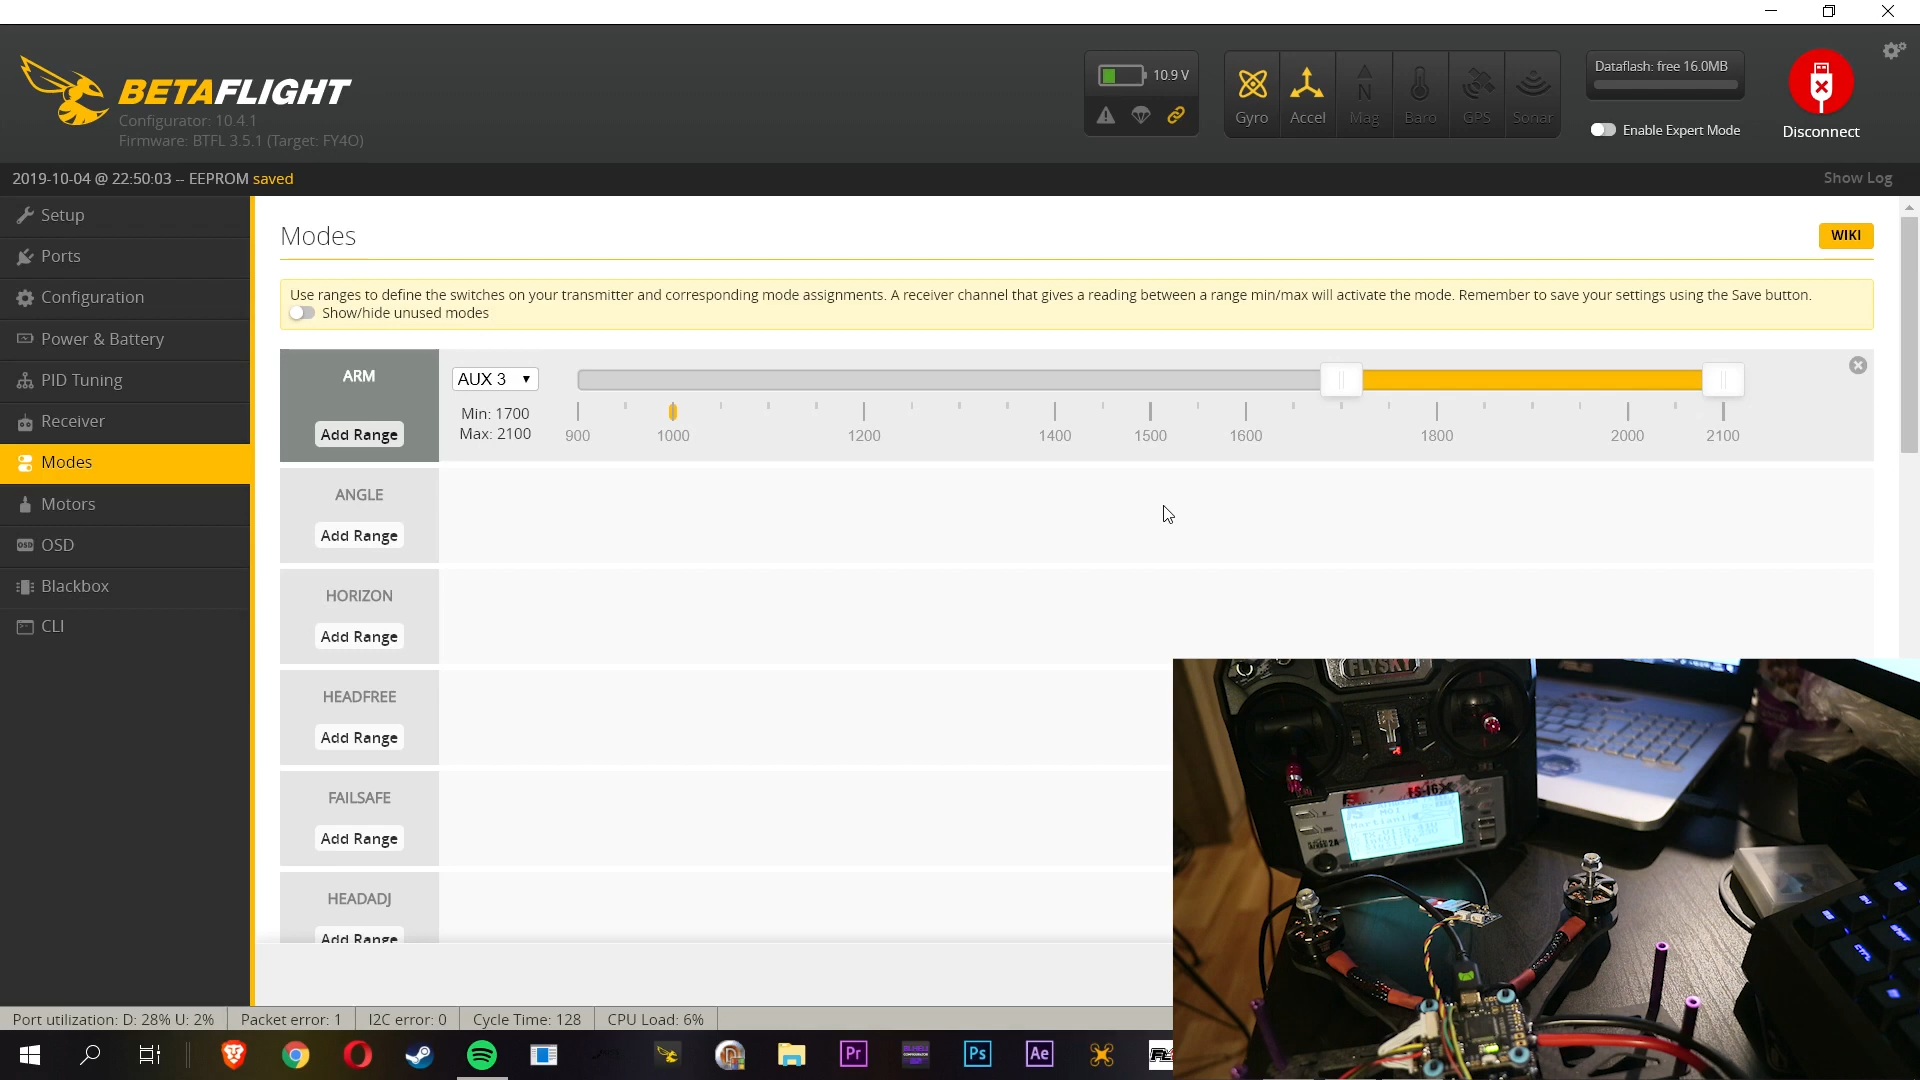 BETAFLIGHT
Configurator: 10.4.1
Firmware: BTFL 3.5.1 (Target: FY4O)
10.9 V
Gyro
Accel
Mag
Baro
GPS
Sonar
Dataflash: free 16.0MB
Enable Expert Mode
Disconnect
2019-10-04 @ 22:50:03 -- EEPROM saved
Show Log
Setup
Ports
Configuration
Power & Battery
PID Tuning
Receiver
Modes
Motors
OSD
Blackbox
CLI
Modes
WIKI
Use ranges to define the switches on your transmitter and corresponding mode assignments. A receiver channel that gives a reading between a range min/max will activate the mode. Remember to save your settings using the Save button.
Show/hide unused modes
ARM
Add Range
AUX 3
Min: 1700
Max: 2100
900 1000 1200 1400 1500 1600 1800 2000 2100
ANGLE
Add Range
HORIZON
Add Range
HEADFREE
Add Range
FAILSAFE
Add Range
HEADADJ
Add Range
FLYSKY
FS-i6X
Port utilization: D: 28% U: 2%
Packet error: 1
I2C error: 0
Cycle Time: 128
CPU Load: 6%
Pr
Ps
Ae